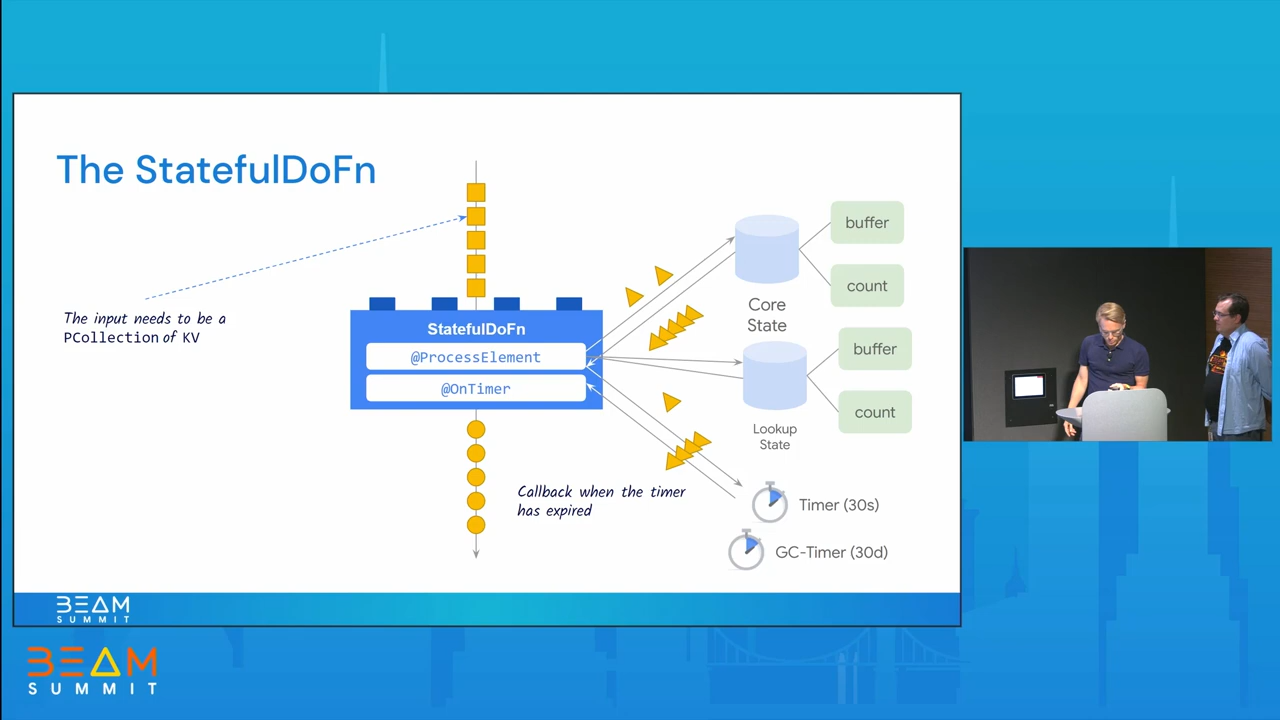 The StatefulDoFn
The input needs to be a
PCollection of KV
StatefulDoFn
@ProcessElement
@OnTimer
Callback when the timer
has expired
Core
State
buffer
count
Lookup
State
buffer
count
Timer (30s)
GC-Timer (30d)
BEAM
SUMMIT
BEAM
SUMMIT